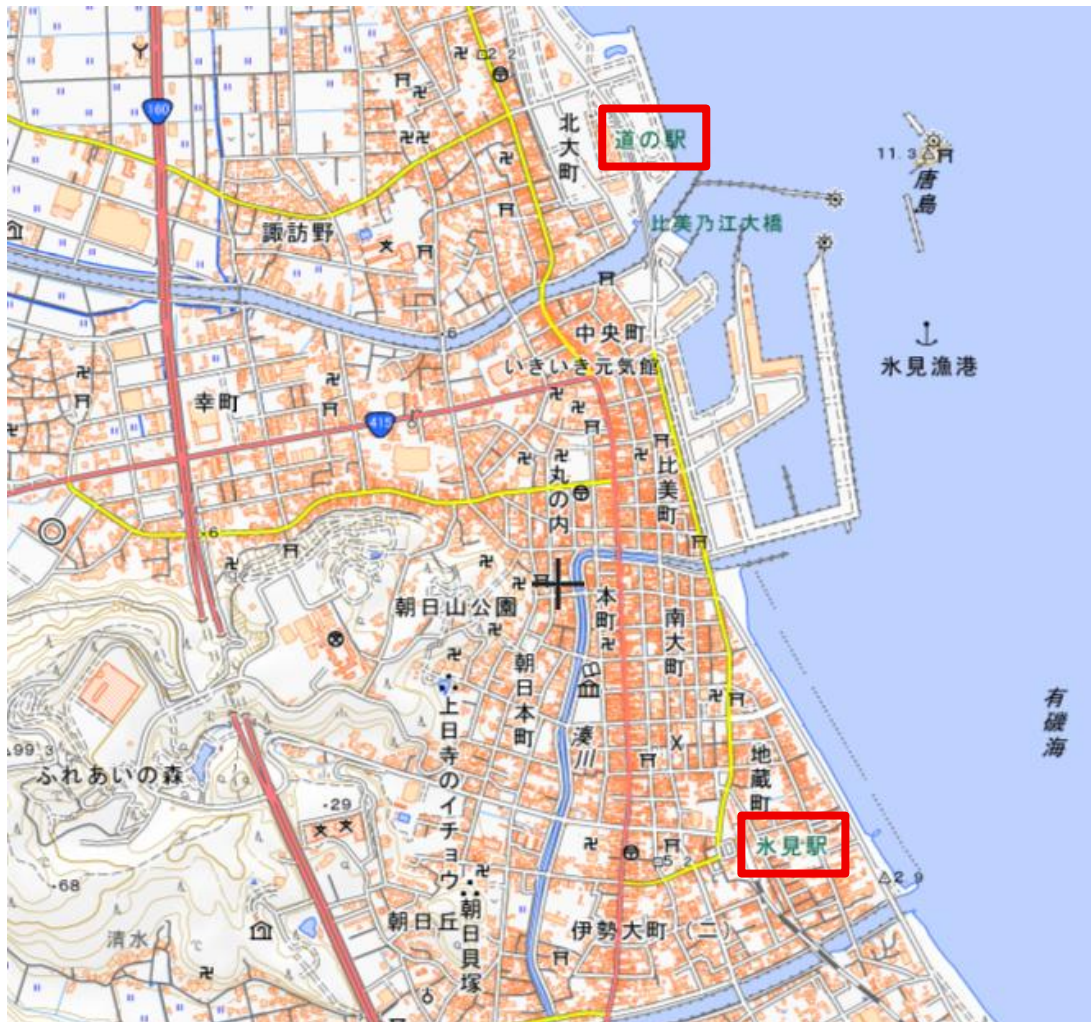 2 2
160
北大町
道の駅
11.3
唐島
比美乃江大橋
諏訪野
6
中央町
いきいき元気館
氷見漁港
幸町
415
丸の内
比美町
6
朝日山公園
本町
南大町
朝日本町
上日寺のイチョウ
湊川
有磯海
99.3
ふれあいの森
地蔵町
29
氷見駅
5 2
68
2 9
朝日丘
朝日貝塚
伊勢大町(二)
清水